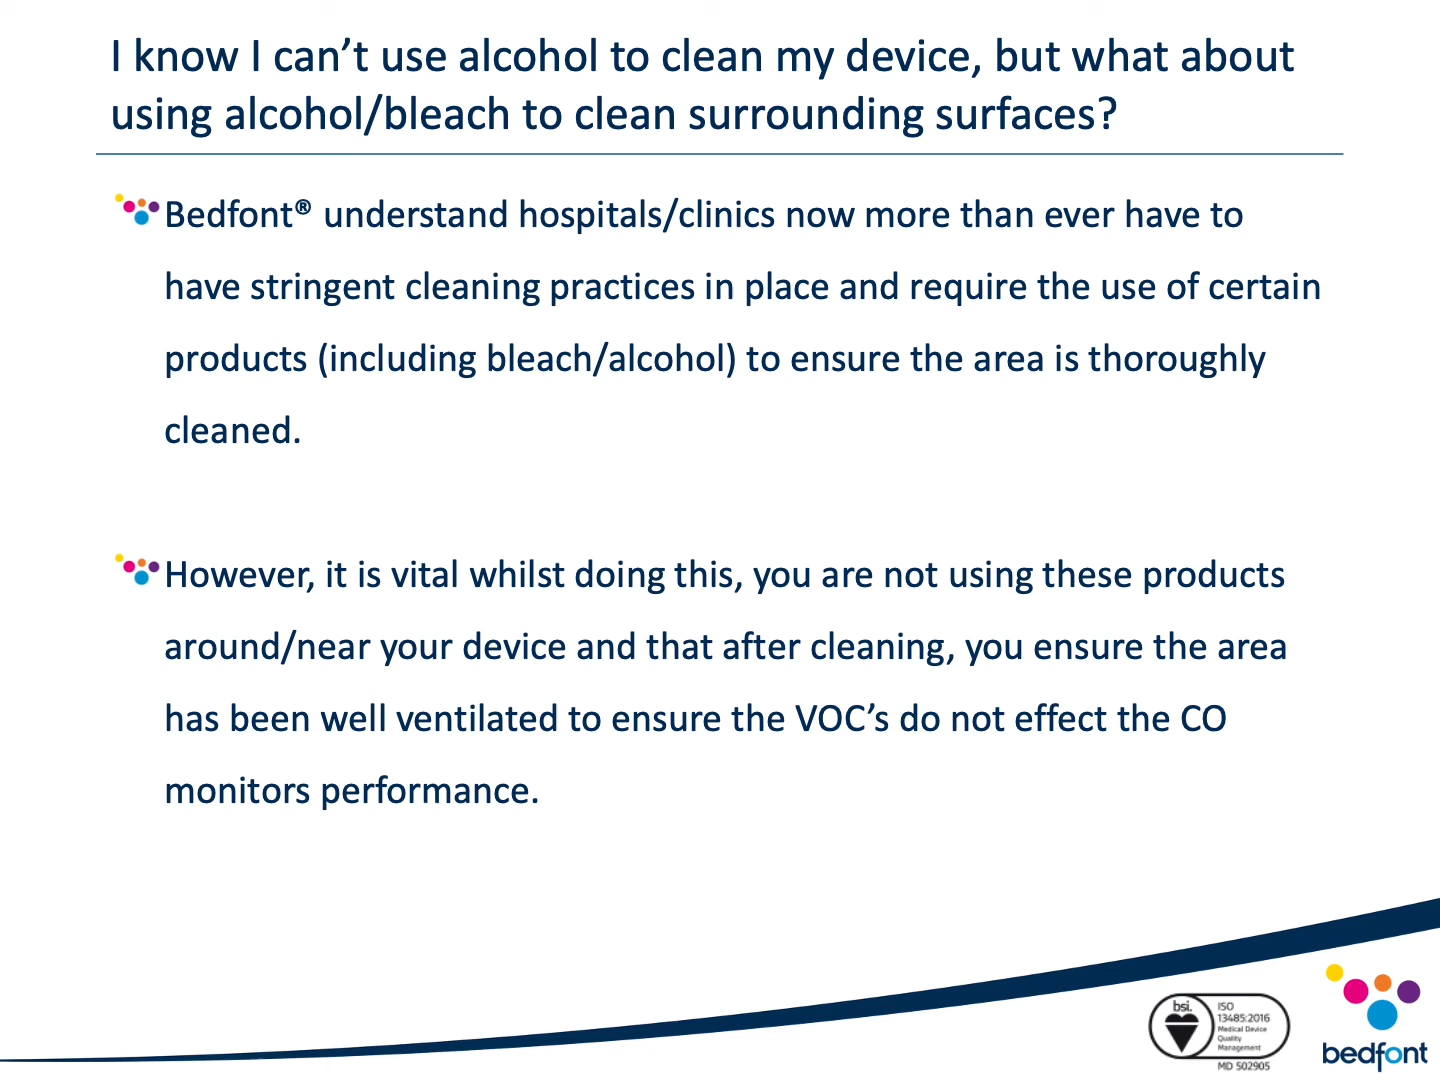 I know I can’t use alcohol to clean my device, but what about
using alcohol/bleach to clean surrounding surfaces?
Bedfont® understand hospitals/clinics now more than ever have to
have stringent cleaning practices in place and require the use of certain
products (including bleach/alcohol) to ensure the area is thoroughly
cleaned.
However, it is vital whilst doing this, you are not using these products
around/near your device and that after cleaning, you ensure the area
has been well ventilated to ensure the VOC’s do not effect the CO
monitors performance.
bsi.
ISO
13485:2016
Medical Device
Quality
Management
MD 502905
bedfont